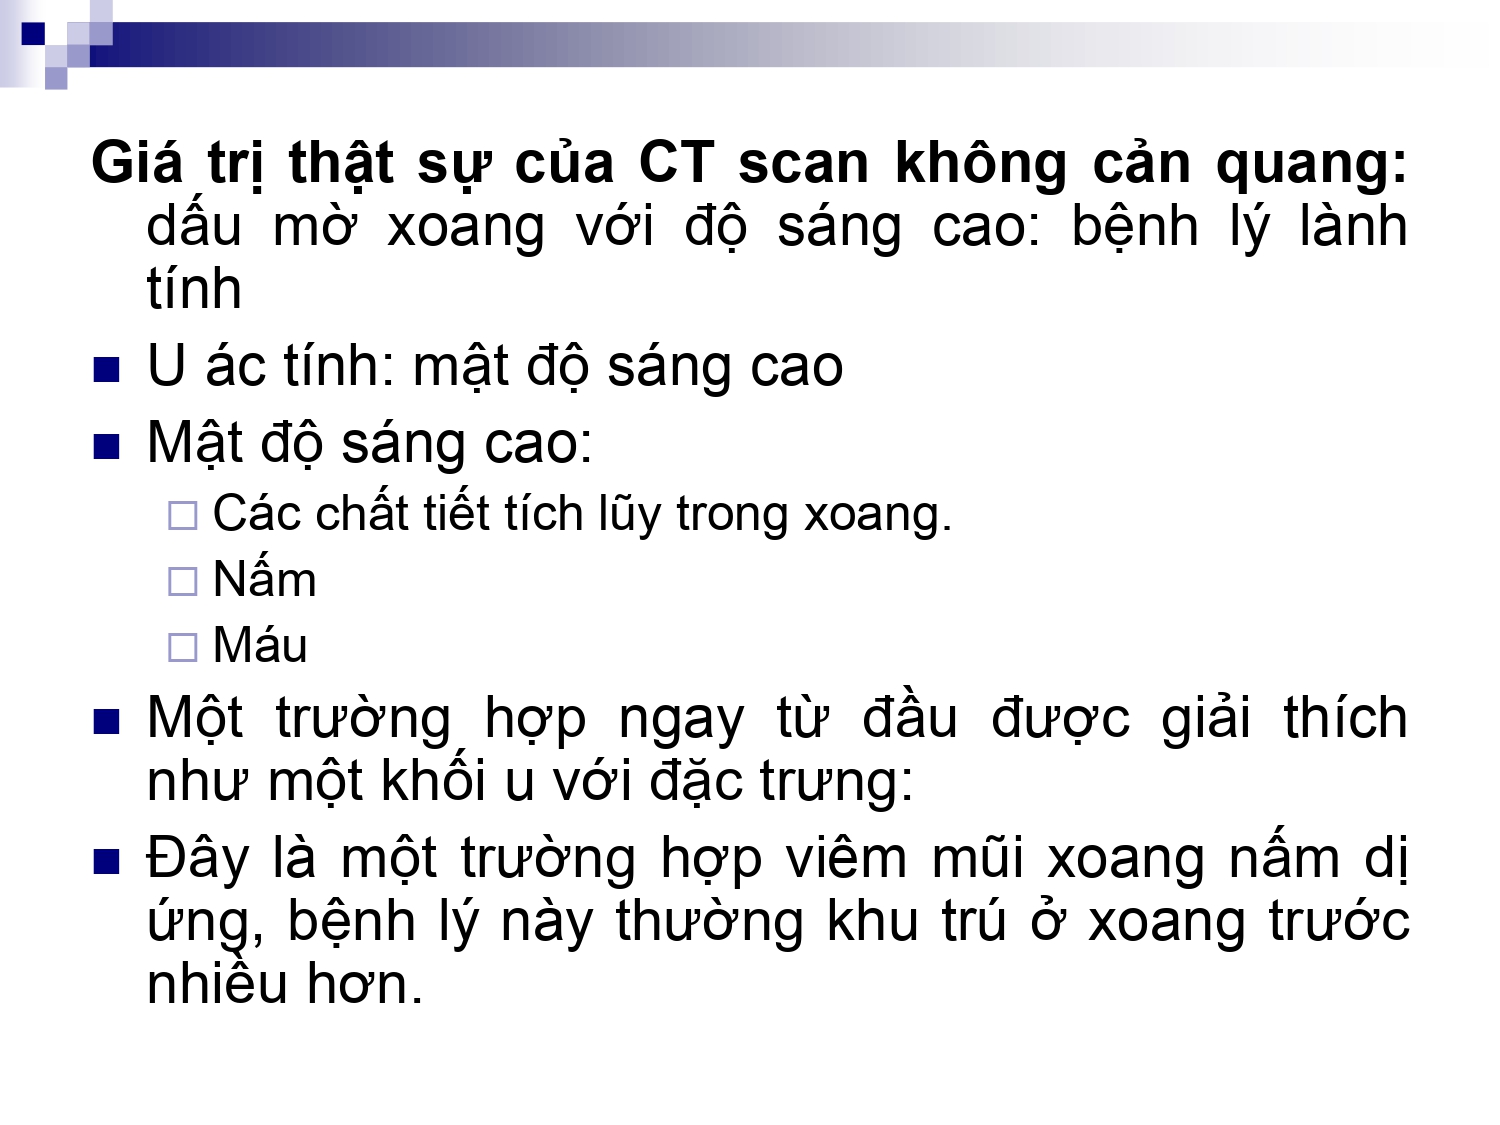 Giá trị thật sự của CT scan không cản quang:
dấu mờ xoang với độ sáng cao: bệnh lý lành
tính
U ác tính: mật độ sáng cao
Mật độ sáng cao:
Các chất tiết tích lũy trong xoang.
Nấm
Máu
Một trường hợp ngay từ đầu được giải thích
như một khối u với đặc trưng:
Đây là một trường hợp viêm mũi xoang nấm dị
ứng, bệnh lý này thường khu trú ở xoang trước
nhiều hơn.